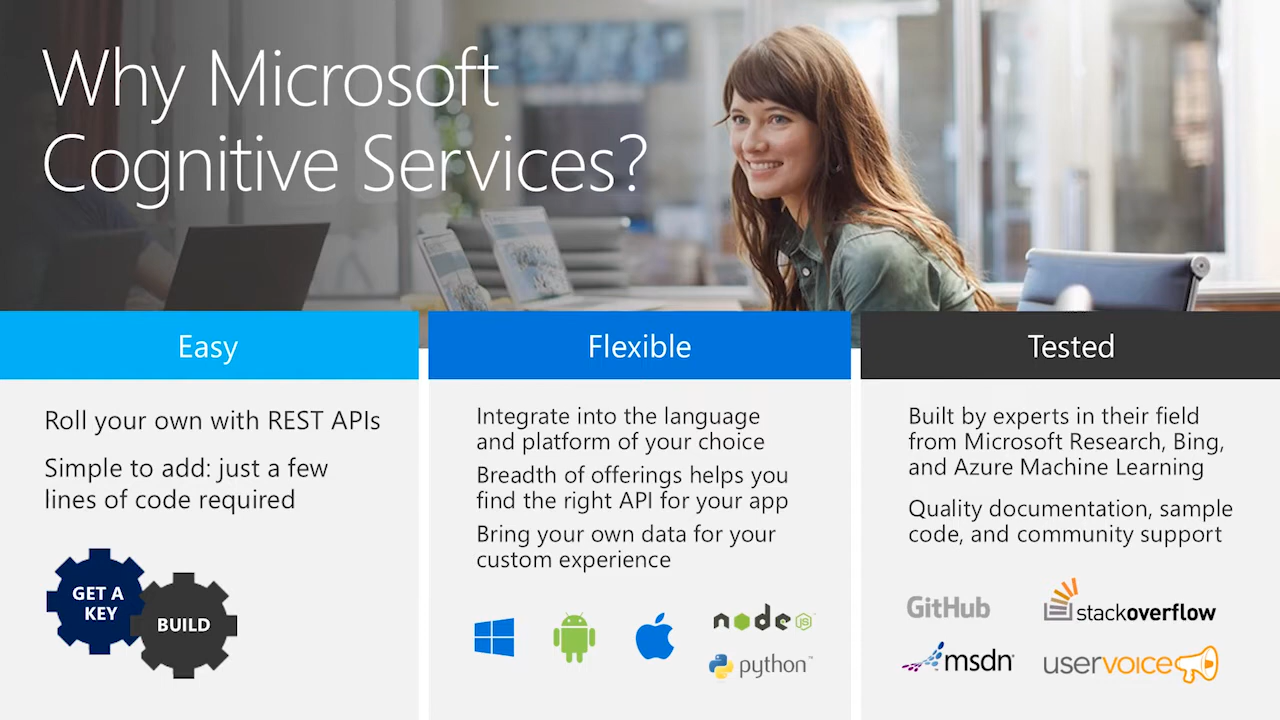 Why Microsoft
Cognitive Services?
Easy
Roll your own with REST APIs
Simple to add: just a few
lines of code required
GET A
KEY
BUILD
Flexible
Integrate into the language
and platform of your choice
Breadth of offerings helps you
find the right API for your app
Bring your own data for your
custom experience
node JS
python™
Tested
Built by experts in their field
from Microsoft Research, Bing,
and Azure Machine Learning
Quality documentation, sample
code, and community support
GitHub
stackoverflow
msdn
uservoice